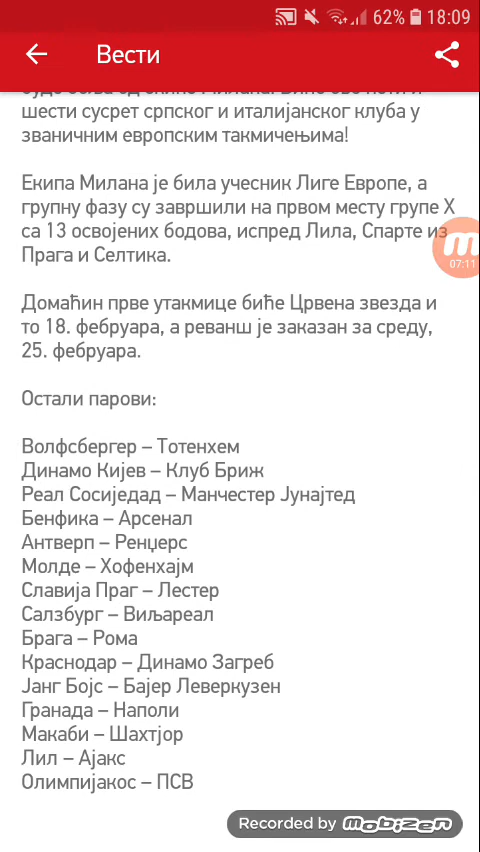 62% 18:09
Вести
шести сусрет српског и италијанског клуба у
званичним европским такмичењима!
Екипа Милана је била учесник Лиге Европе, а
групну фазу су завршили на првом месту групе Х
са 13 освојених бодова, испред Лила, Спарте из
Прага и Селтика.
07:11
Домаћин прве утакмице биће Црвена звезда и
то 18. фебруара, а реванш је заказан за среду,
25. фебруара.
Остали парови:
Волфсбергер – Тотенхем
Динамо Кијев – Клуб Бриж
Реал Сосиједад – Манчестер Јунајтед
Бенфика – Арсенал
Антверп – Ренџерс
Молде – Хофенхајм
Славија Праг – Лестер
Салзбург – Виљареал
Брага – Рома
Краснодар – Динамо Загреб
Јанг Бојс – Бајер Леверкузен
Гранада – Наполи
Макаби – Шахтјор
Лил – Ајакс
Олимпијакос – ПСВ
Recorded by Mobizen